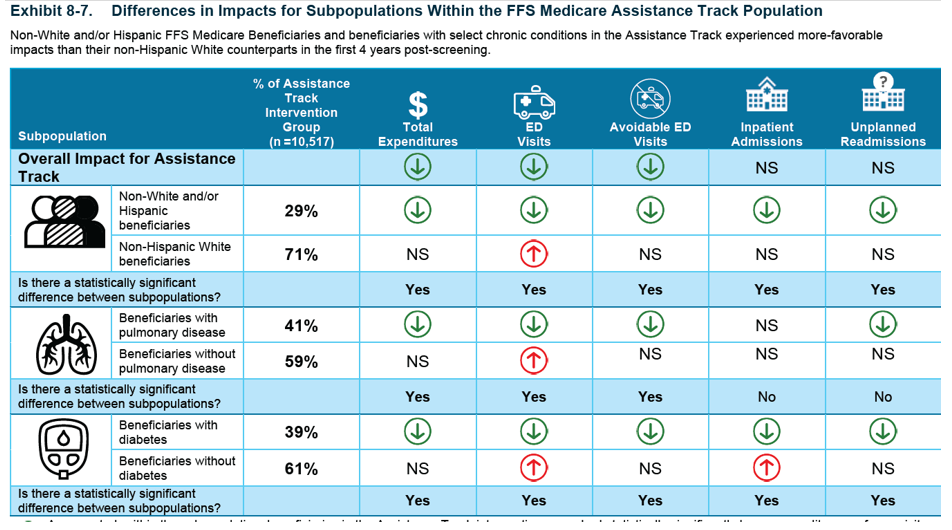 Exhibit 8-7. Differences in Impacts for Subpopulations Within the FFS Medicare Assistance Track Population
Non-White and/or Hispanic FFS Medicare Beneficiaries and beneficiaries with select chronic conditions in the Assistance Track experienced more-favorable
impacts than their non-Hispanic White counterparts in the first 4 years post-screening.
Subpopulation
% of Assistance
Track
Intervention
Group
(n =10,517)
$
Total
Expenditures
ED
Visits
Avoidable ED
Visits
Inpatient
Admissions
?
Unplanned
Readmissions
Overall Impact for Assistance
Track
↓ ↓ ↓ NS NS
Non-White and/or
Hispanic
beneficiaries
29% ↓ ↓ ↓ ↓ ↓
Non-Hispanic White
beneficiaries
71% NS ↑ NS NS NS
Is there a statistically significant
difference between subpopulations?
Yes Yes Yes Yes Yes
Beneficiaries with
pulmonary disease
41% ↓ ↓ ↓ NS ↓
Beneficiaries without
pulmonary disease
59% NS ↑ NS NS NS
Is there a statistically significant
difference between subpopulations?
Yes Yes Yes No No
Beneficiaries with
diabetes
39% ↓ ↓ ↓ ↓ ↓
Beneficiaries without
diabetes
61% NS ↑ NS ↑ NS
Is there a statistically significant
difference between subpopulations?
Yes Yes Yes Yes Yes